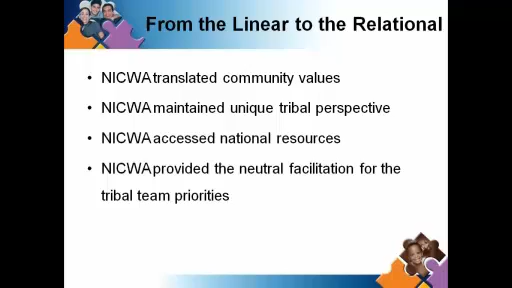 From the Linear to the Relational
• NICWA translated community values
• NICWA maintained unique tribal perspective
• NICWA accessed national resources
• NICWA provided the neutral facilitation for the
tribal team priorities